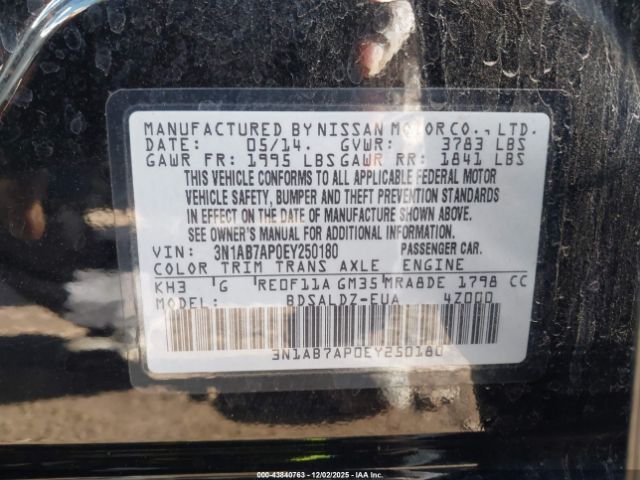 MANUFACTURED BY NISSAN MOTOR CO., LTD.
DATE: 05/14. GVWR: 3783 LBS
GAWR FR: 1995 LBS GAWR RR: 1841 LBS
THIS VEHICLE CONFORMS TO ALL APPLICABLE FEDERAL MOTOR
VEHICLE SAFETY, BUMPER AND THEFT PREVENTION STANDARDS
IN EFFECT ON THE DATE OF MANUFACTURE SHOWN ABOVE.
SEE OWNER'S MANUAL FOR ADDITIONAL INFORMATION.
VIN: 3N1AB7AP0EY250180 PASSENGER CAR.
COLOR TRIM TRANS AXLE ENGINE
KH3 G RE0F11A GM35 MRA8DE 1798 CC
MODEL: BDSALDZ-EUA 4Z000
3N1AB7AP0EY250180
000-43840763 - 12/02/2025 - IAA Inc.